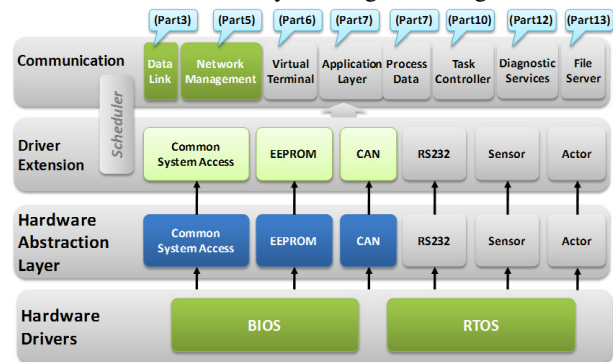 (Part3) (Part5) (Part6) (Part7) (Part7) (Part10) (Part12) (Part13)
Communication
Data Link
Network Management
Virtual Terminal
Application Layer
Process Data
Task Controller
Diagnostic Services
File Server
Scheduler
Driver Extension
Common System Access
EEPROM
CAN
RS232
Sensor
Actor
Hardware Abstraction Layer
Common System Access
EEPROM
CAN
RS232
Sensor
Actor
Hardware Drivers
BIOS
RTOS